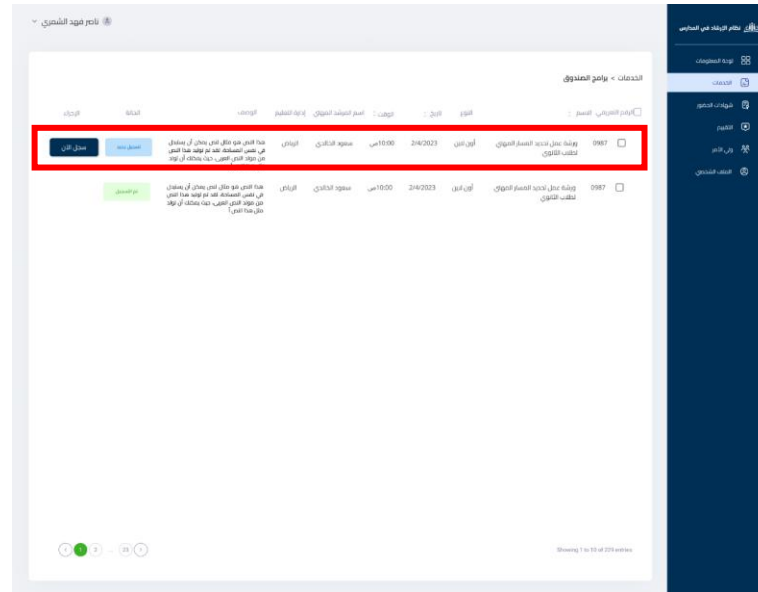 ناصر فهد الشمري
نظام الإرشاد في المدارس
لوحة المعلومات
الخدمات
شهادات الحضور
التقييم
ولي الأمر
الملف الشخصي
الخدمات > برامج الصندوق
الرقم التعريفي الاسم النوع التاريخ الوقت اسم المرشد المهني إدارة التعليم الوصف الحالة الإجراء
0987 ورشة عمل تحديد المسار المهني أون لاين 2/4/2023 10:00ص سعود الخالدي الرياض هذا النص هو مثال لنص يمكن أن يستبدل سجل الآن
لطلاب الثانوي في نفس المساحة، لقد تم توليد هذا النص
من مولد النص العربي، حيث يمكنك أن تولد
0987 ورشة عمل تحديد المسار المهني أون لاين 2/4/2023 10:00ص سعود الخالدي الرياض هذا النص هو مثال لنص يمكن أن يستبدل تم التسجيل
لطلاب الثانوي في نفس المساحة، لقد تم توليد هذا النص
من مولد النص العربي، حيث يمكنك أن تولد
مثل هذا النص
1 2 ... 25
Showing 1 to 10 of entries